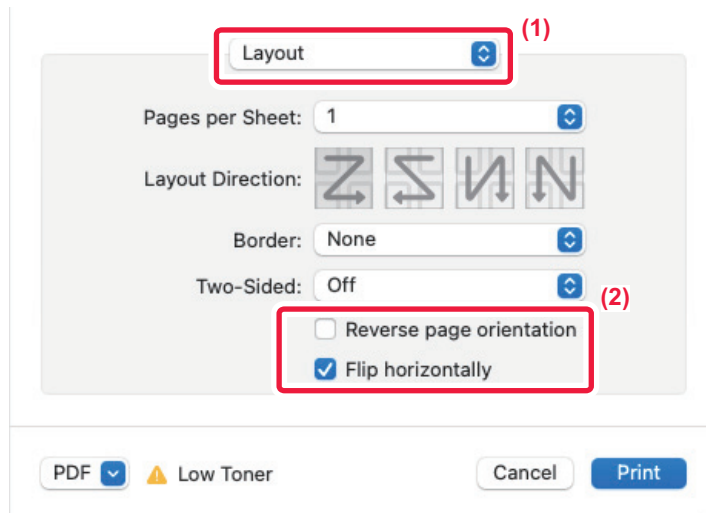 (1)
Layout
Pages per Sheet: 1
Layout Direction:
Border: None
Two-Sided: Off
(2)
Reverse page orientation
Flip horizontally
PDF Low Toner Cancel Print